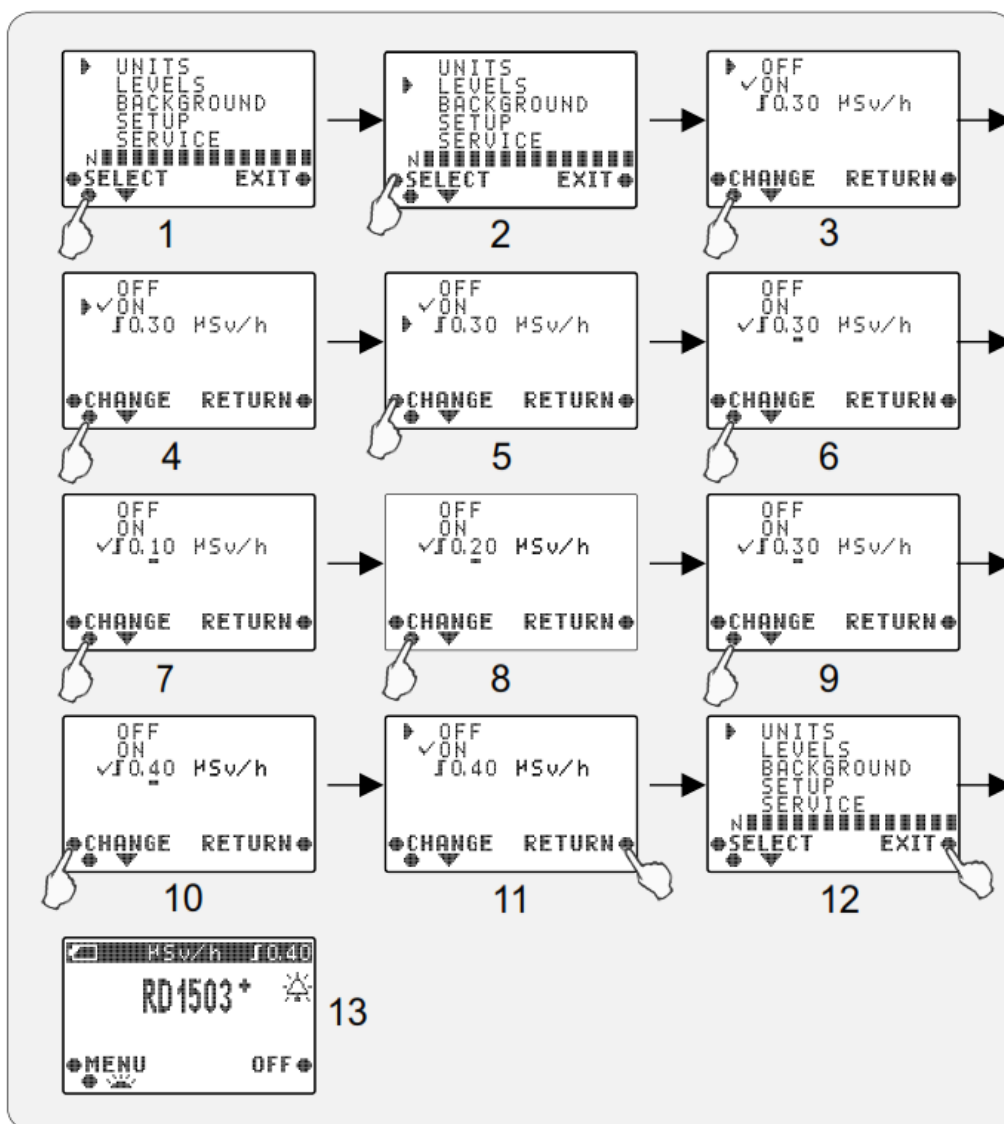 UNITS
LEVELS
BACKGROUND
SETUP
SERVICE
N
SELECT EXIT
1
UNITS
LEVELS
BACKGROUND
SETUP
SERVICE
N
SELECT EXIT
2
OFF
✓ON
0.30 µSv/h
CHANGE RETURN
3
OFF
✓ON
0.30 µSv/h
CHANGE RETURN
4
OFF
✓ON
0.30 µSv/h
CHANGE RETURN
5
OFF
ON
✓0.30 µSv/h
CHANGE RETURN
6
OFF
ON
✓0.10 µSv/h
CHANGE RETURN
7
OFF
ON
✓0.20 µSv/h
CHANGE RETURN
8
OFF
ON
✓0.30 µSv/h
CHANGE RETURN
9
OFF
ON
✓0.40 µSv/h
CHANGE RETURN
10
OFF
✓ON
0.40 µSv/h
CHANGE RETURN
11
UNITS
LEVELS
BACKGROUND
SETUP
SERVICE
N
SELECT EXIT
12
µSv/h 0.40
RD1503+
MENU OFF
13